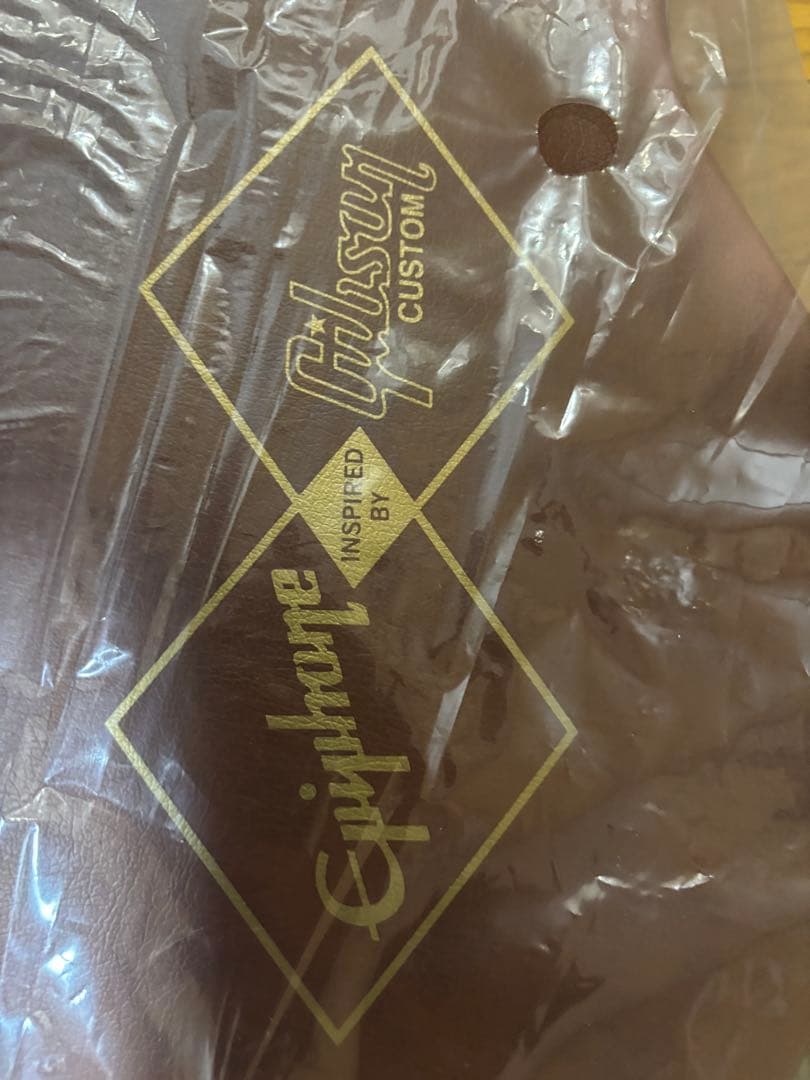 Epiphone
INSPIRED
BY
Gibson
CUSTOM